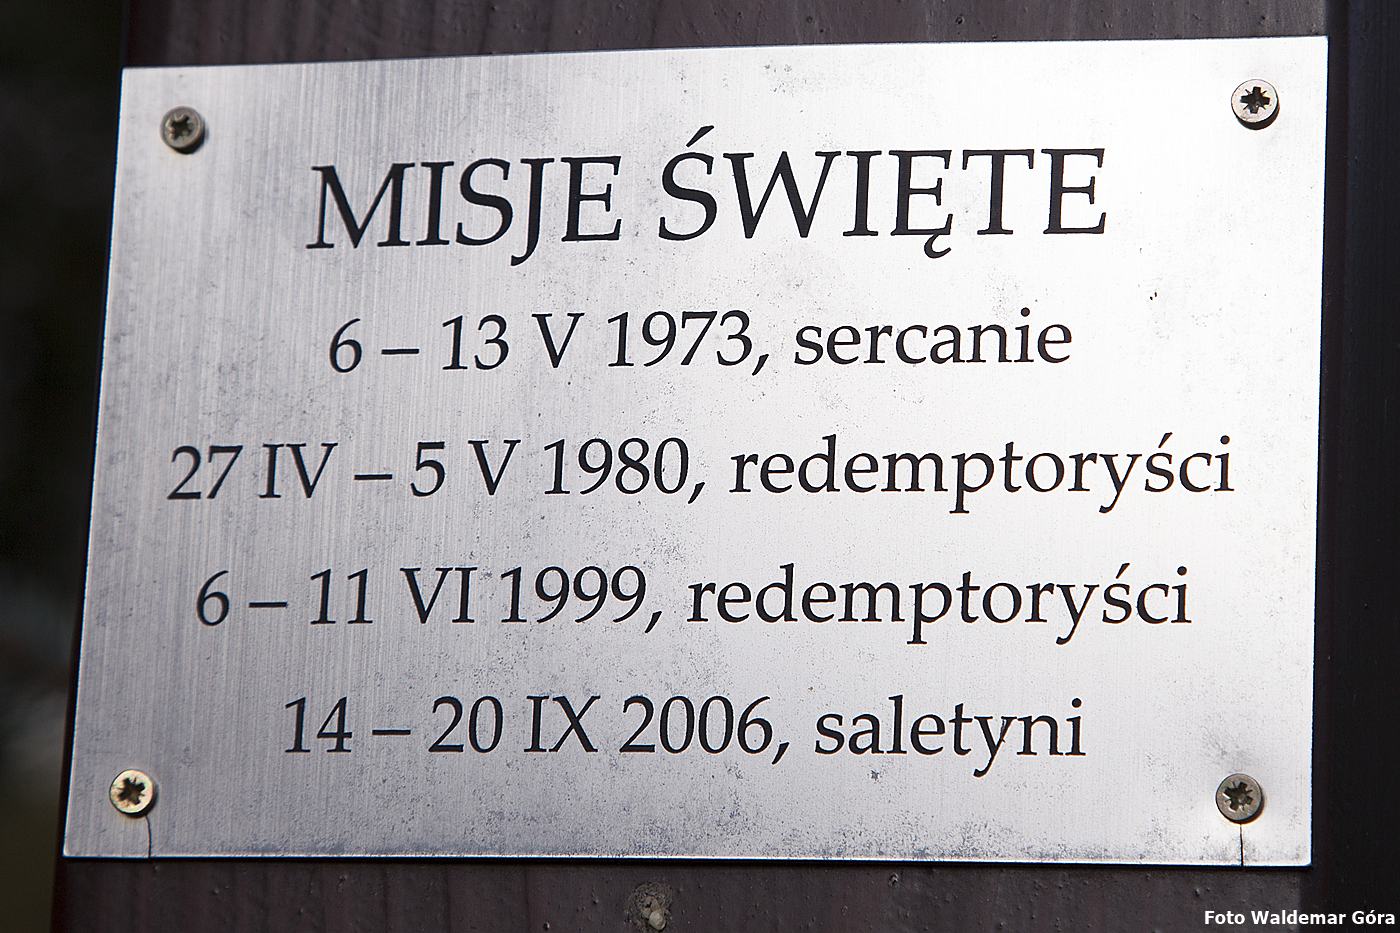 MISJE ŚWIĘTE
6 – 13 V 1973, sercanie
27 IV – 5 V 1980, redemptoryści
6 – 11 VI 1999, redemptoryści
14 – 20 IX 2006, saletyni
Foto Waldemar Góra